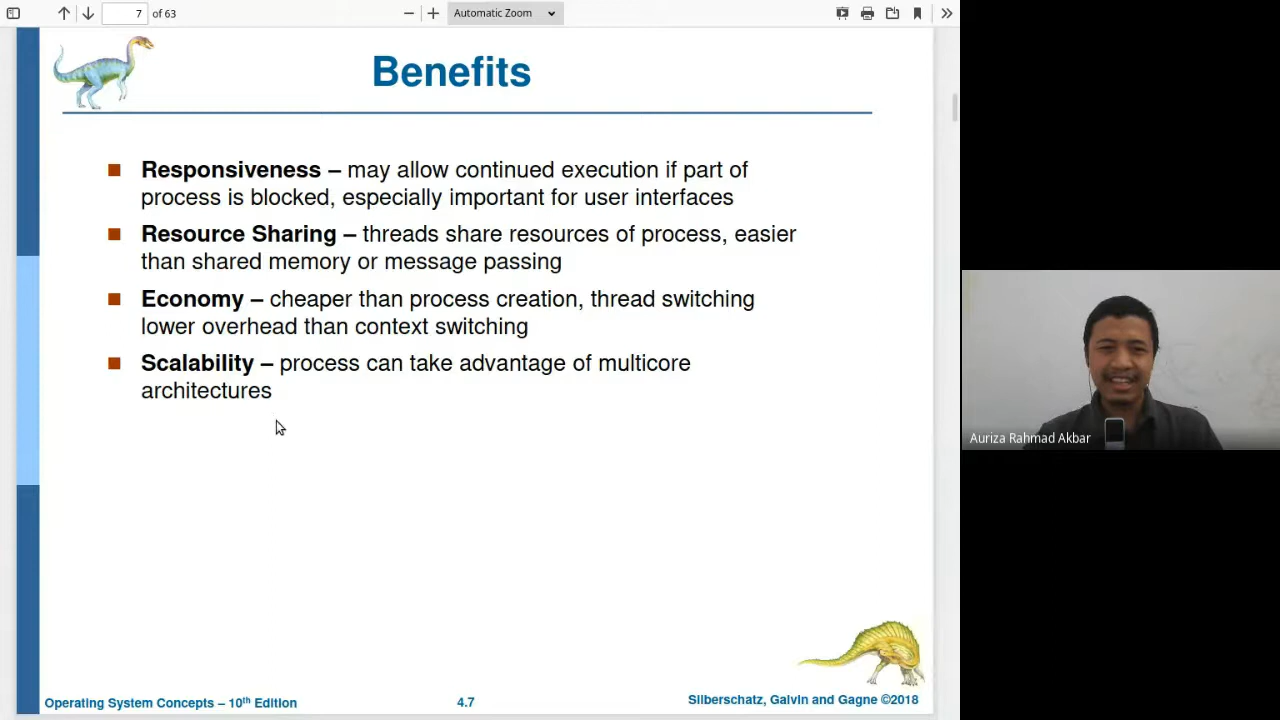 7 of 63
Automatic Zoom
Benefits
Responsiveness – may allow continued execution if part of
process is blocked, especially important for user interfaces
Resource Sharing – threads share resources of process, easier
than shared memory or message passing
Economy – cheaper than process creation, thread switching
lower overhead than context switching
Scalability – process can take advantage of multicore
architectures
Auriza Rahmad Akbar
Operating System Concepts – 10th Edition
4.7
Silberschatz, Galvin and Gagne ©2018